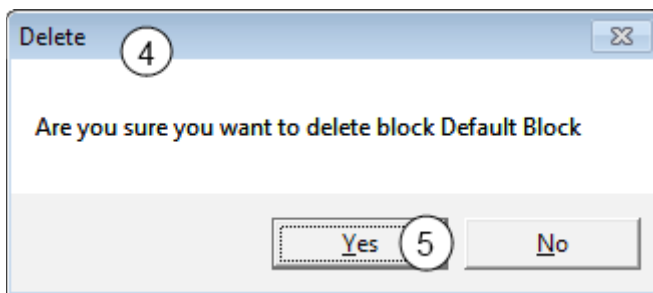 Delete 4
Are you sure you want to delete block Default Block
Yes 5 No